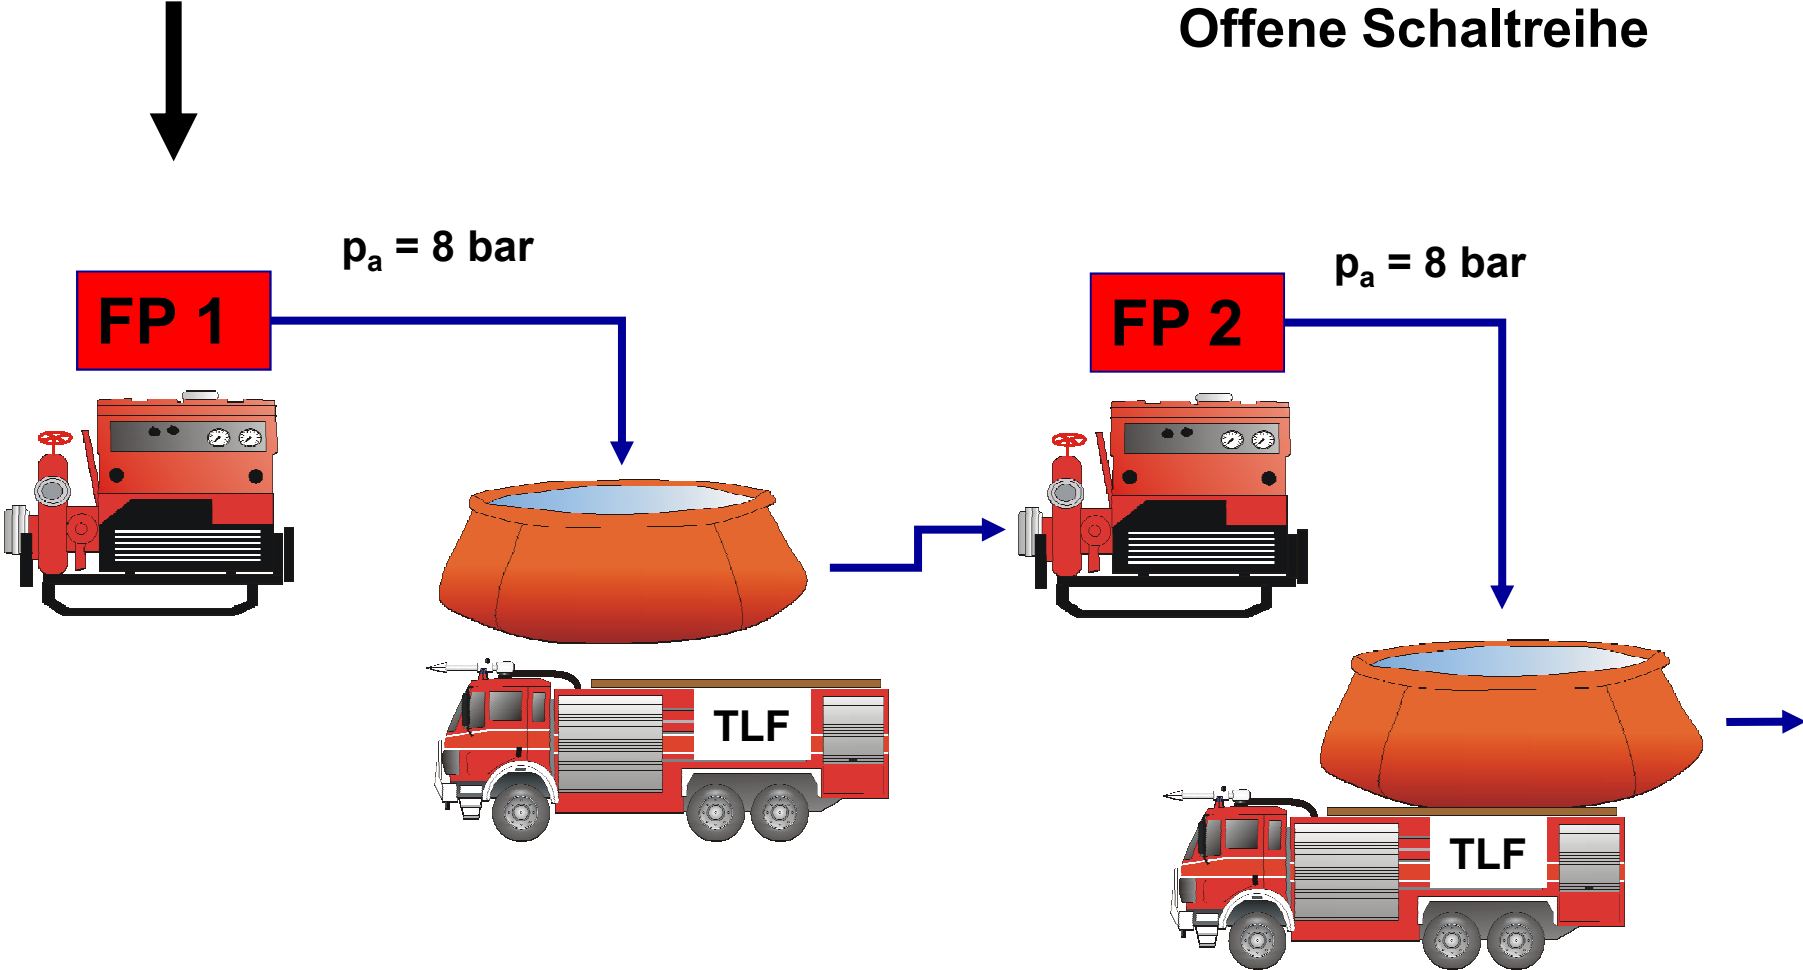 Offene Schaltreihe
pa = 8 bar
pa = 8 bar
FP 1
FP 2
TLF
TLF